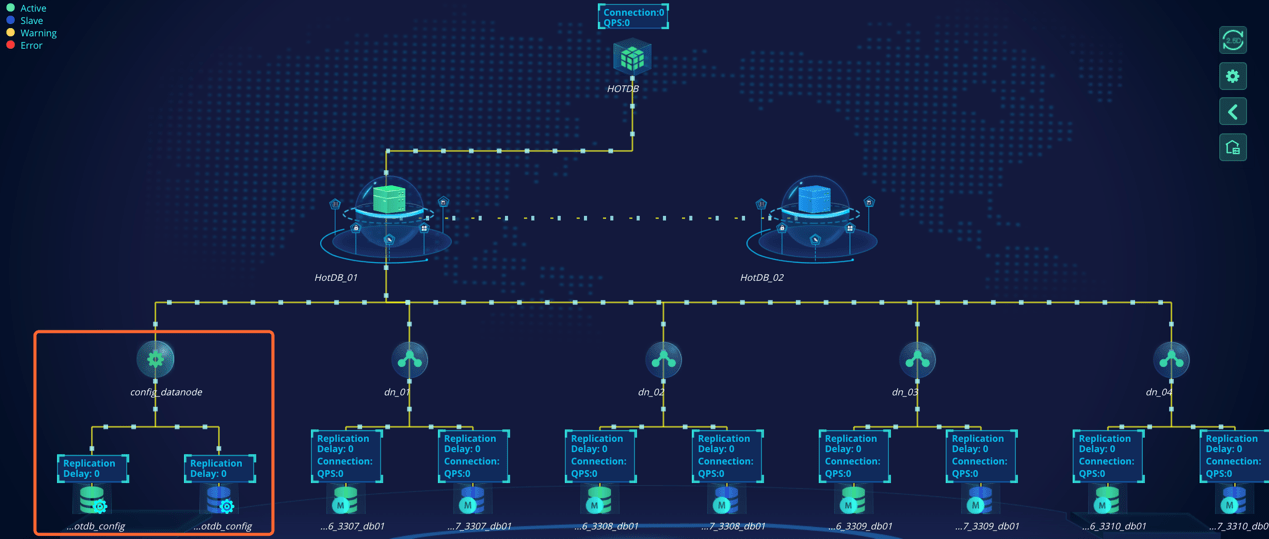 Active
Slave
Warning
Error
Connection:0
QPS:0
HOTDB
HotDB_01
HotDB_02
config_datanode
dn_01
dn_02
dn_03
dn_04
Replication
Delay: 0
Replication
Delay: 0
Replication
Delay: 0
Connection:
QPS:0
Replication
Delay: 0
Connection:
QPS:0
Replication
Delay: 0
Connection:
QPS:0
Replication
Delay: 0
Connection:
QPS:0
Replication
Delay: 0
Connection:
QPS:0
Replication
Delay: 0
Connection:
QPS:0
Replication
Delay: 0
Connection:
QPS:0
Replication
Delay: 0
Connection:
QPS:0
M
M
M
M
M
M
M
M
...otdb_config
...otdb_config
...6_3307_db01
...7_3307_db01
...6_3308_db01
...7_3308_db01
...6_3309_db01
...7_3309_db01
...6_3310_db01
...7_3310_db0